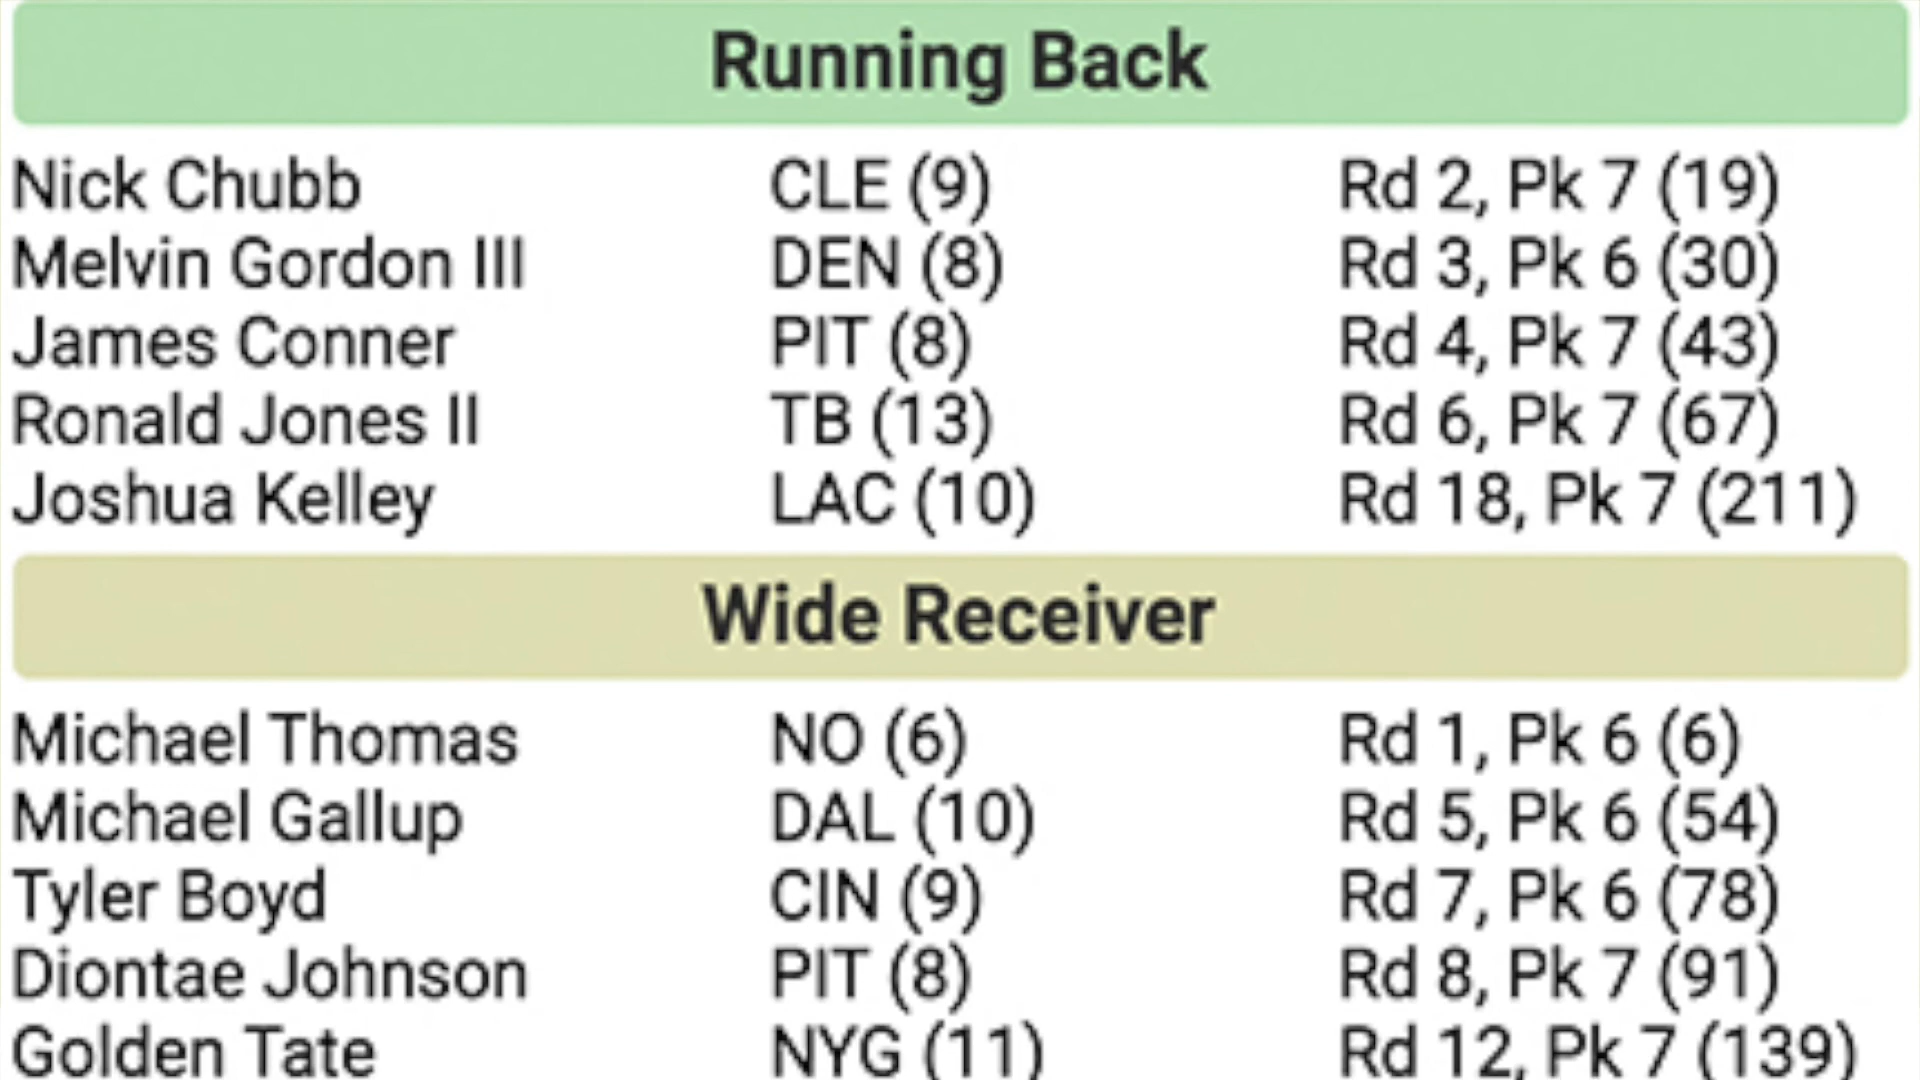 Running Back
Nick Chubb CLE (9) Rd 2, Pk 7 (19)
Melvin Gordon III DEN (8) Rd 3, Pk 6 (30)
James Conner PIT (8) Rd 4, Pk 7 (43)
Ronald Jones II TB (13) Rd 6, Pk 7 (67)
Joshua Kelley LAC (10) Rd 18, Pk 7 (211)
Wide Receiver
Michael Thomas NO (6) Rd 1, Pk 6 (6)
Michael Gallup DAL (10) Rd 5, Pk 6 (54)
Tyler Boyd CIN (9) Rd 7, Pk 6 (78)
Diontae Johnson PIT (8) Rd 8, Pk 7 (91)
Golden Tate NYG (11) Rd 12, Pk 7 (139)